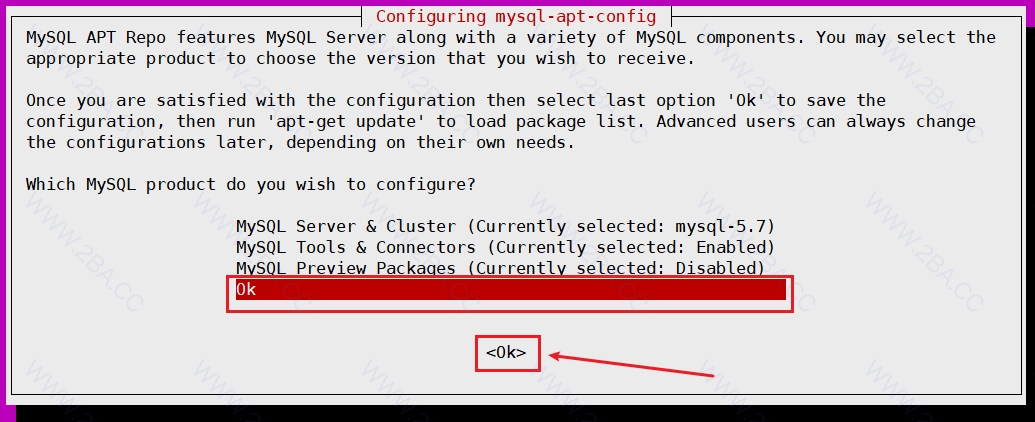 Configuring mysql-apt-config
MySQL APT Repo features MySQL Server along with a variety of MySQL components. You may select the
appropriate product to choose the version that you wish to receive.
Once you are satisfied with the configuration then select last option 'Ok' to save the
configuration, then run 'apt-get update' to load package list. Advanced users can always change
the configurations later, depending on their own needs.
Which MySQL product do you wish to configure?
MySQL Server & Cluster (Currently selected: mysql-5.7)
MySQL Tools & Connectors (Currently selected: Enabled)
MySQL Preview Packages (Currently selected: Disabled)
Ok
<Ok>
WWW.2BA.CC